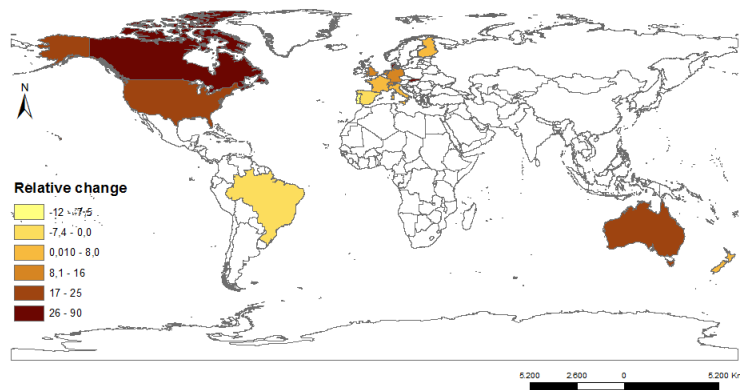 N
Relative change
-12 - -7,5
-7,4 - 0,0
0,010 - 8,0
8,1 - 16
17 - 25
26 - 90
5.200 2.600 0 5.200 Km